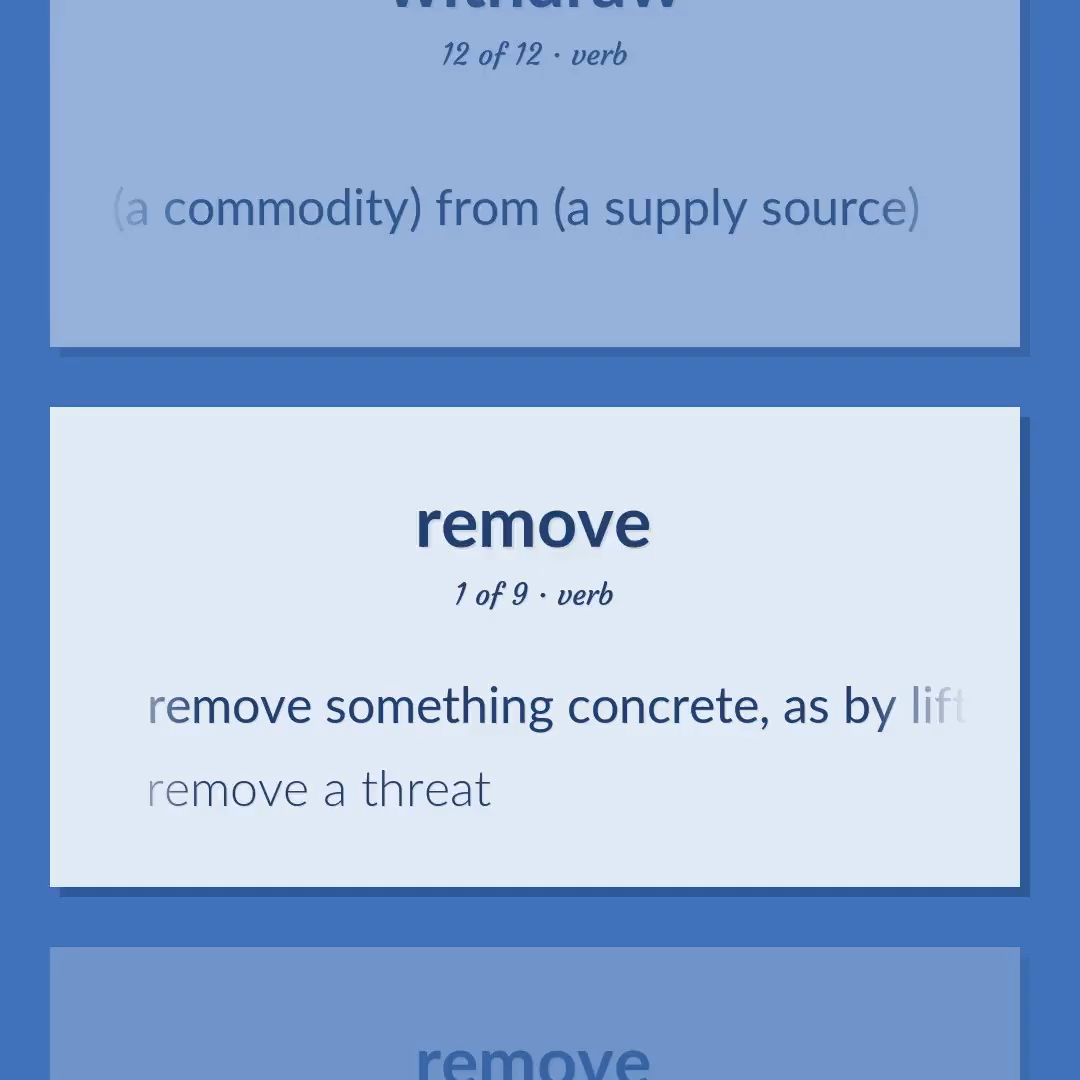 withdraw
12 of 12 · verb
(a commodity) from (a supply source)
remove
1 of 9 · verb
remove something concrete, as by lift
remove a threat
remove